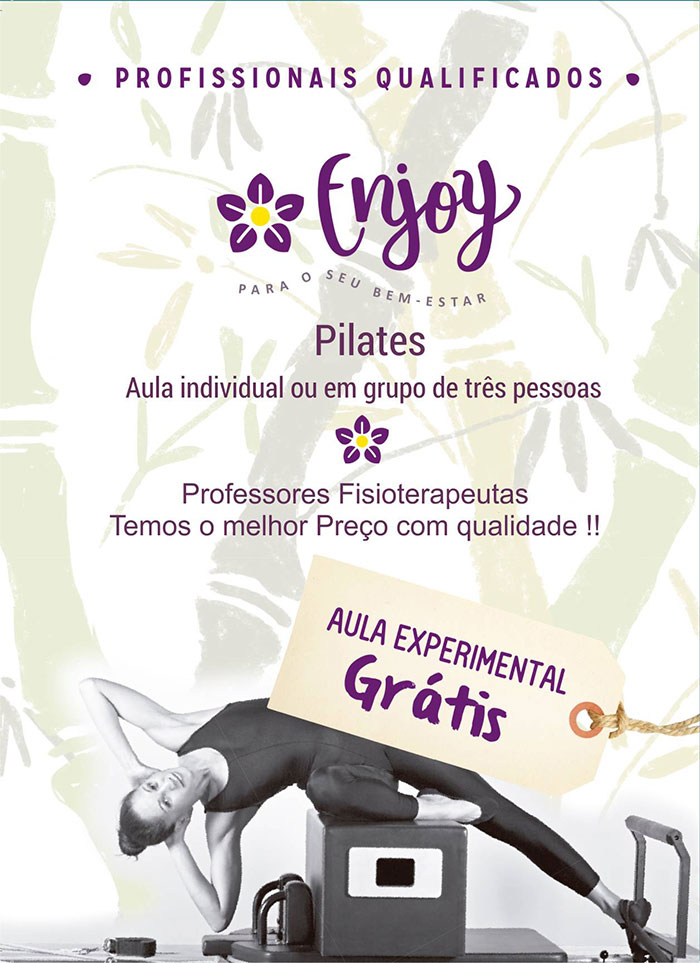 PROFISSIONAIS QUALIFICADOS
Enjoy
PARA O SEU BEM-ESTAR
Pilates
Aula individual ou em grupo de três pessoas
Professores Fisioterapeutas
Temos o melhor Preço com qualidade !!
AULA EXPERIMENTAL
Grátis